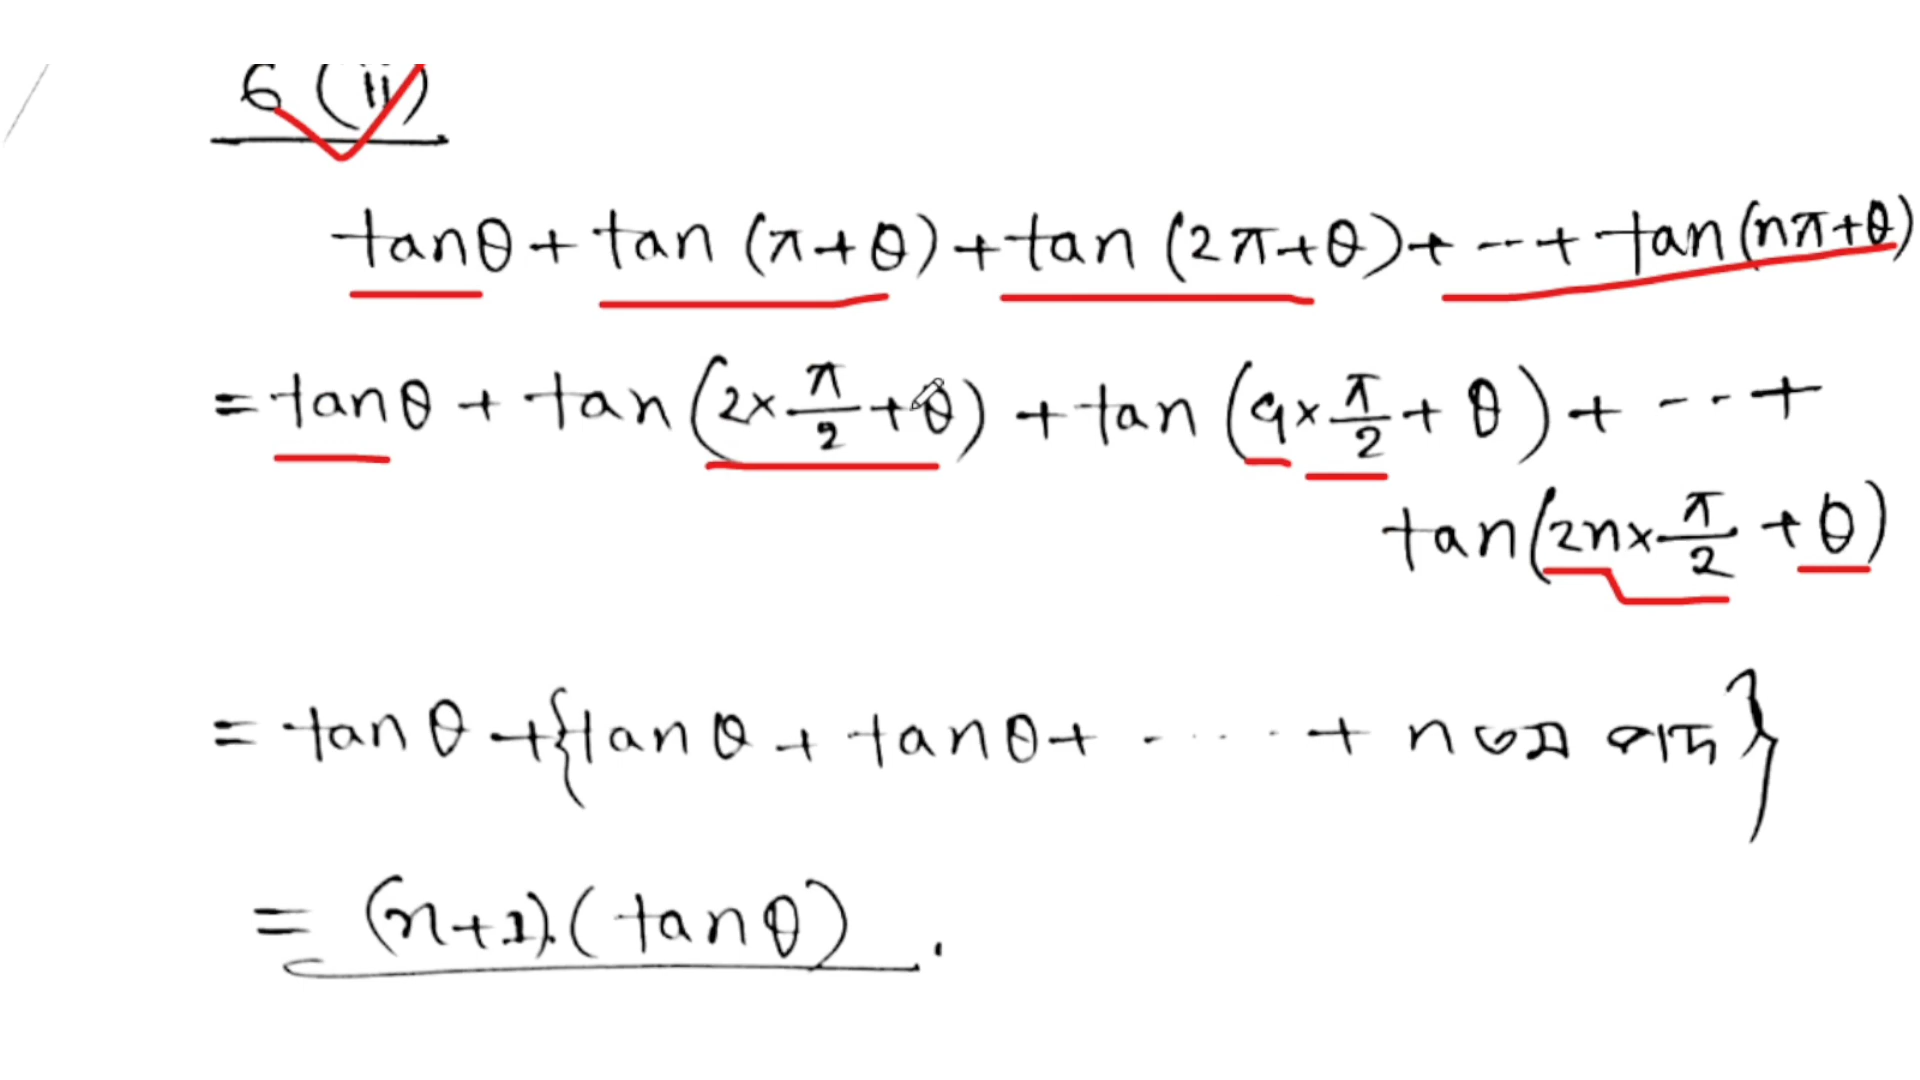 6 (ii)
tanθ + tan (π+θ) + tan (2π+θ) + --- + tan (nπ+θ)
= tanθ + tan (2 × π/2 + θ) + tan (4 × π/2 + θ) + --- +
tan (2n × π/2 + θ)
= tanθ + {tanθ + tanθ + ..... + n তম পদ}
= (n+1).(tanθ).